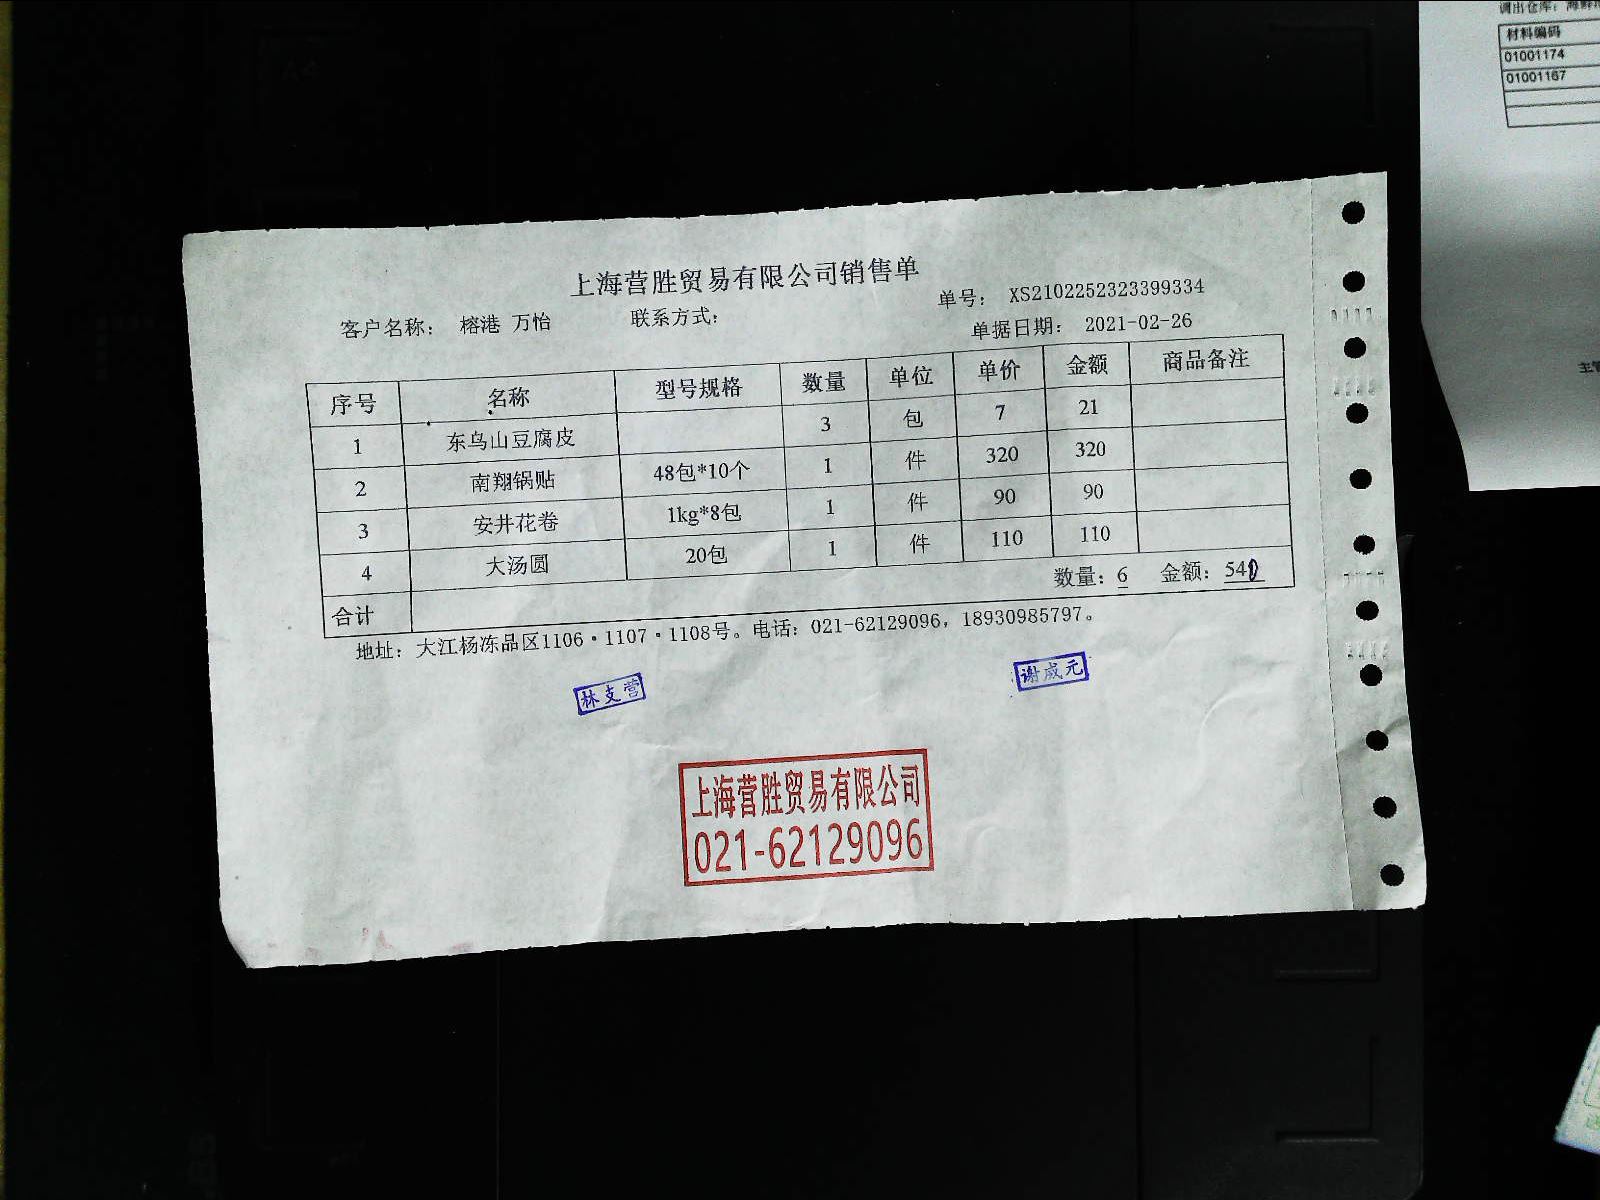 调出仓库：
材料编码
01001174
01001167
上海营胜贸易有限公司销售单
客户名称： 榕港 万怡 联系方式： 单号： XS2102252323399334
单据日期： 2021-02-26
序号 名称 型号规格 数量 单位 单价 金额 商品备注
1 东乌山豆腐皮 3 包 7 21
2 南翔锅贴 48包*10个 1 件 320 320
3 安井花卷 1kg*8包 1 件 90 90
4 大汤圆 20包 1 件 110 110
合计 数量：6 金额：540
地址：大江杨冻品区1106·1107·1108号。电话：021-62129096，18930985797。
林支营 谢成元
上海营胜贸易有限公司
021-62129096